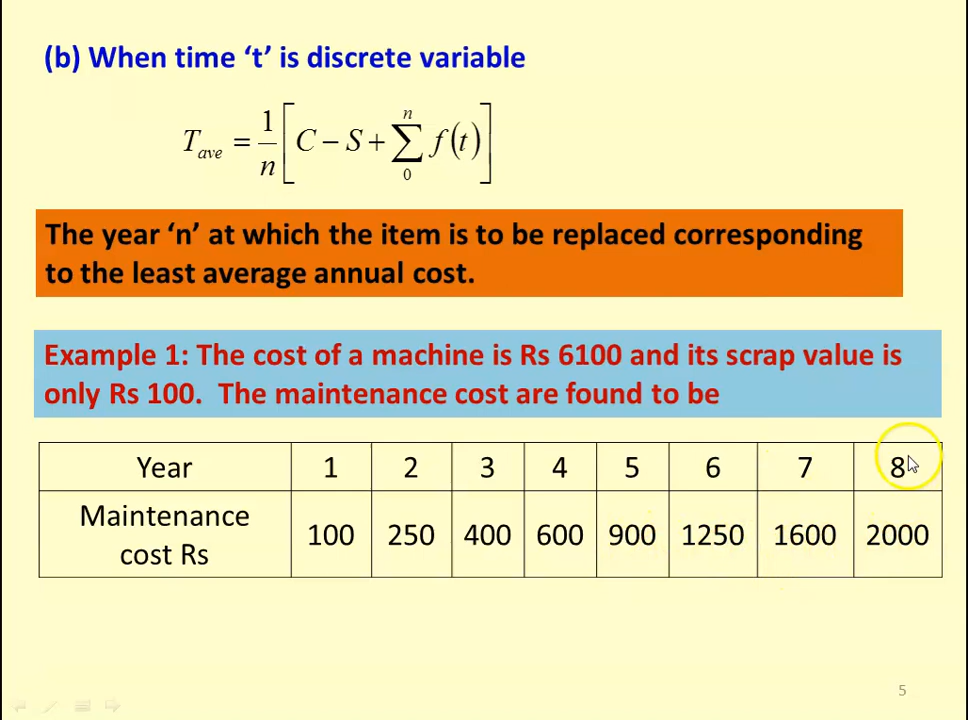 (b) When time ‘t’ is discrete variable
T_ave = 1/n [ C − S + ∑_0^n f(t) ]
The year ‘n’ at which the item is to be replaced corresponding
to the least average annual cost.
Example 1: The cost of a machine is Rs 6100 and its scrap value is
only Rs 100. The maintenance cost are found to be
Year 1 2 3 4 5 6 7 8
Maintenance
cost Rs 100 250 400 600 900 1250 1600 2000
5